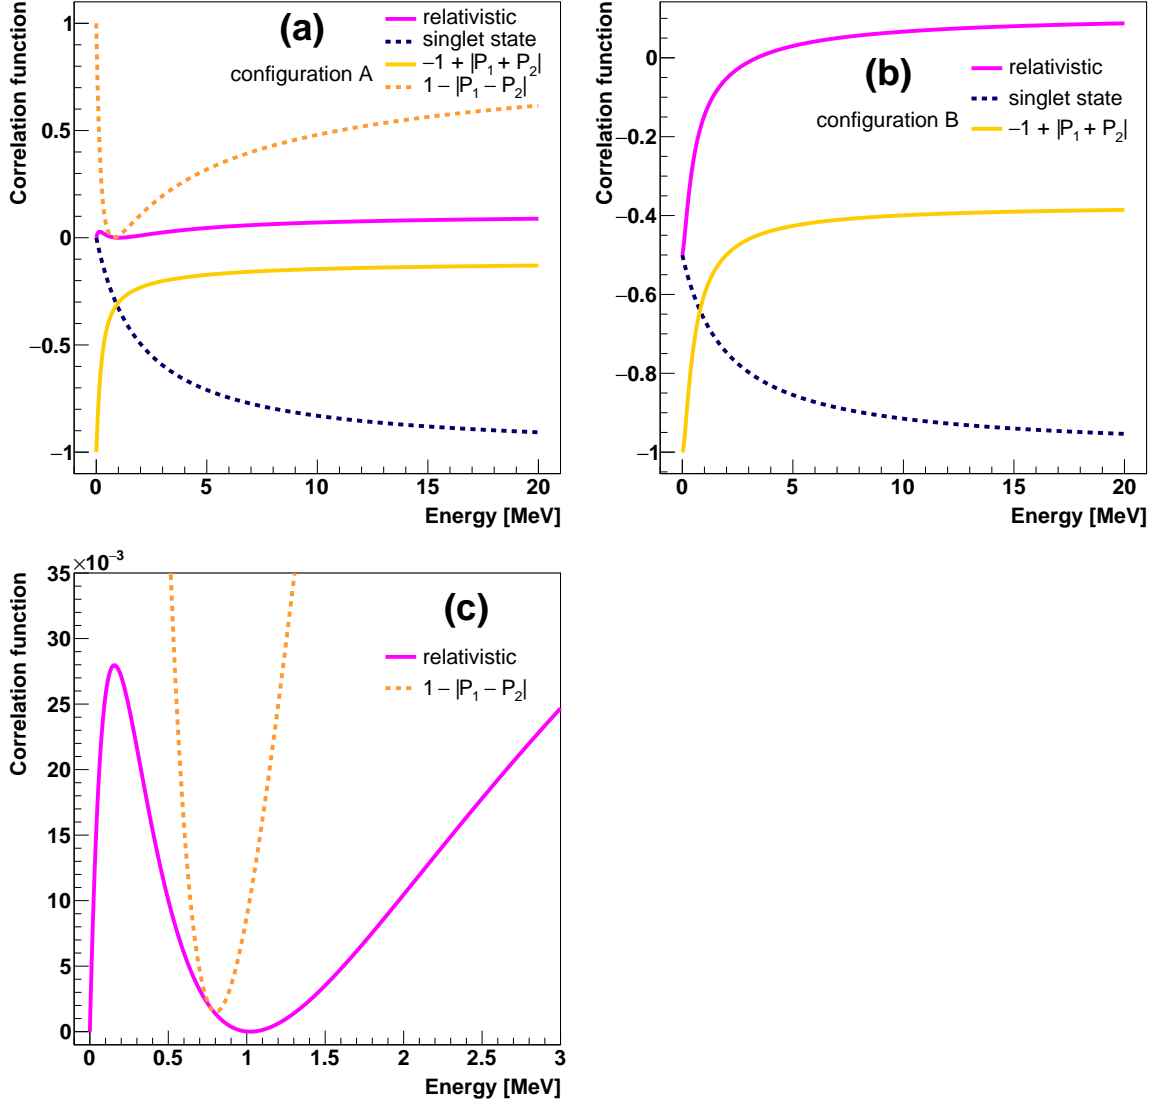 (a)
configuration A
relativistic
singlet state
−1 + |P1 + P2|
1 − |P1 − P2|
Correlation function
1
0.5
0
−0.5
−1
0 5 10 15 20
Energy [MeV]
(b)
configuration B
relativistic
singlet state
−1 + |P1 + P2|
Correlation function
0
−0.2
−0.4
−0.6
−0.8
−1
0 5 10 15 20
Energy [MeV]
×10−3
(c)
relativistic
1 − |P1 − P2|
Correlation function
35
30
25
20
15
10
5
0
0 0.5 1 1.5 2 2.5 3
Energy [MeV]